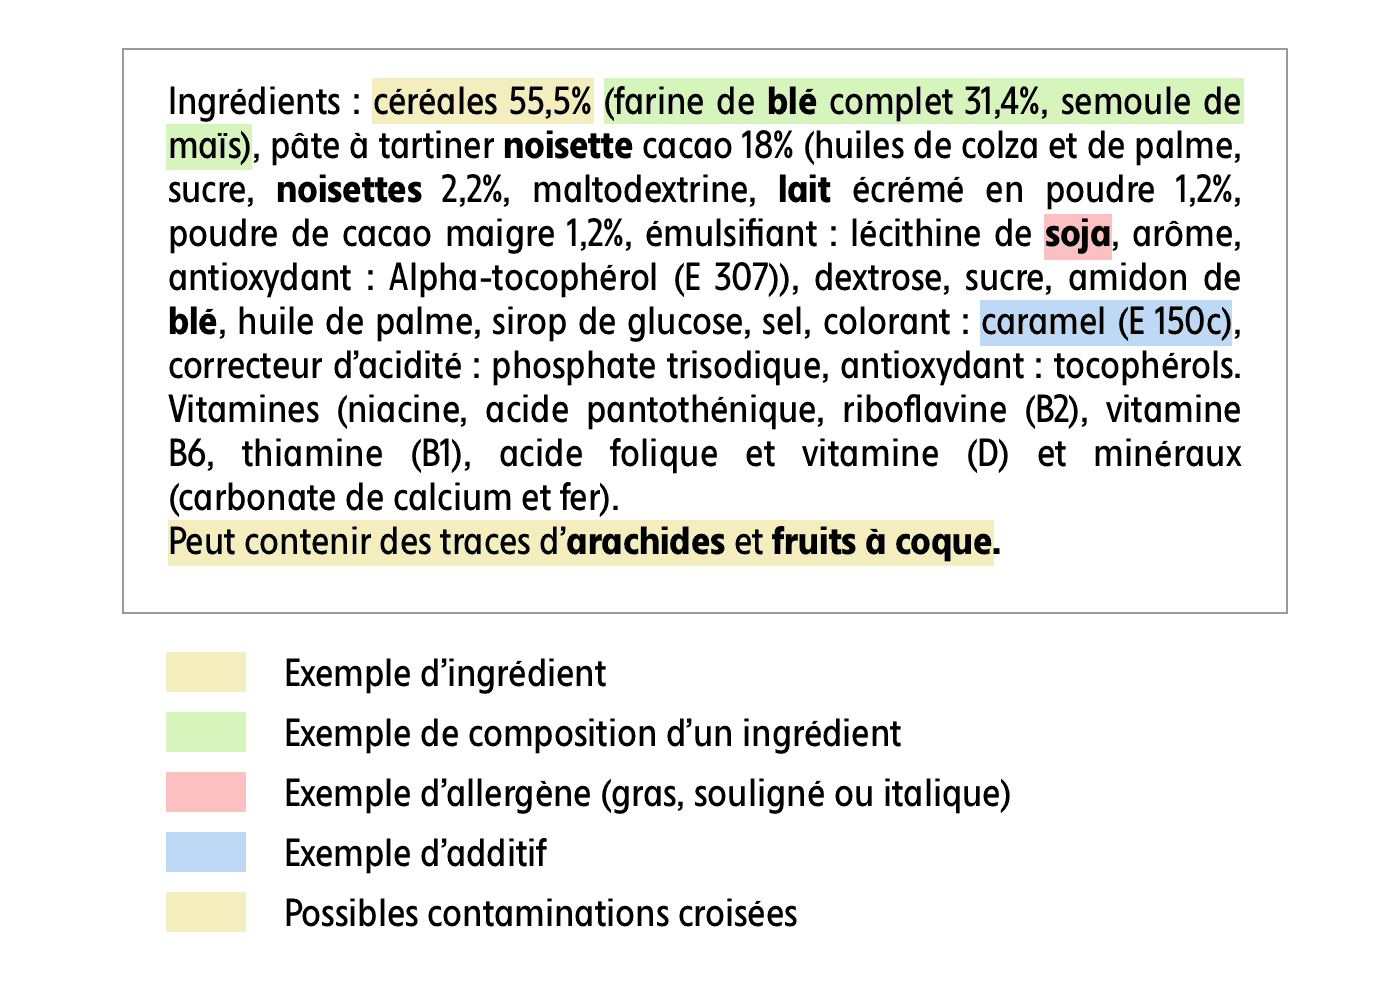 Ingrédients : céréales 55,5% (farine de blé complet 31,4%, semoule de
maïs), pâte à tartiner noisette cacao 18% (huiles de colza et de palme,
sucre, noisettes 2,2%, maltodextrine, lait écrémé en poudre 1,2%,
poudre de cacao maigre 1,2%, émulsifiant : lécithine de soja, arôme,
antioxydant : Alpha-tocophérol (E 307)), dextrose, sucre, amidon de
blé, huile de palme, sirop de glucose, sel, colorant : caramel (E 150c),
correcteur d’acidité : phosphate trisodique, antioxydant : tocophérols.
Vitamines (niacine, acide pantothénique, riboflavine (B2), vitamine
B6, thiamine (B1), acide folique et vitamine (D) et minéraux
(carbonate de calcium et fer).
Peut contenir des traces d’arachides et fruits à coque.
Exemple d’ingrédient
Exemple de composition d’un ingrédient
Exemple d’allergène (gras, souligné ou italique)
Exemple d’additif
Possibles contaminations croisées